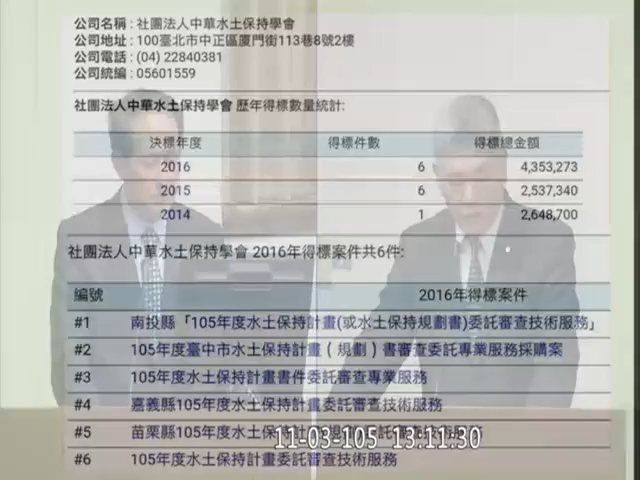 公司名稱 : 社團法人中華水土保持學會
公司地址 : 100臺北市中正區廈門街113巷8號2樓
公司電話 : (04) 22840381
公司統編 : 05601559
社團法人中華水土保持學會 歷年得標數量統計:
決標年度 得標件數 得標總金額
2016 6 4,353,273
2015 6 2,537,340
2014 1 2,648,700
社團法人中華水土保持學會 2016年得標案件共6件:
編號 2016年得標案件
#1 南投縣「105年度水土保持計畫(或水土保持規劃書)委託審查技術服務」
#2 105年度臺中市水土保持計畫（規劃）書審查委託專業服務採購案
#3 105年度水土保持計畫書件委託審查專業服務
#4 嘉義縣105年度水土保持計畫委託審查技術服務
#5 苗栗縣105年度水土保持計
11-03-105 13:11:30
#6 105年度水土保持計畫委託審查技術服務